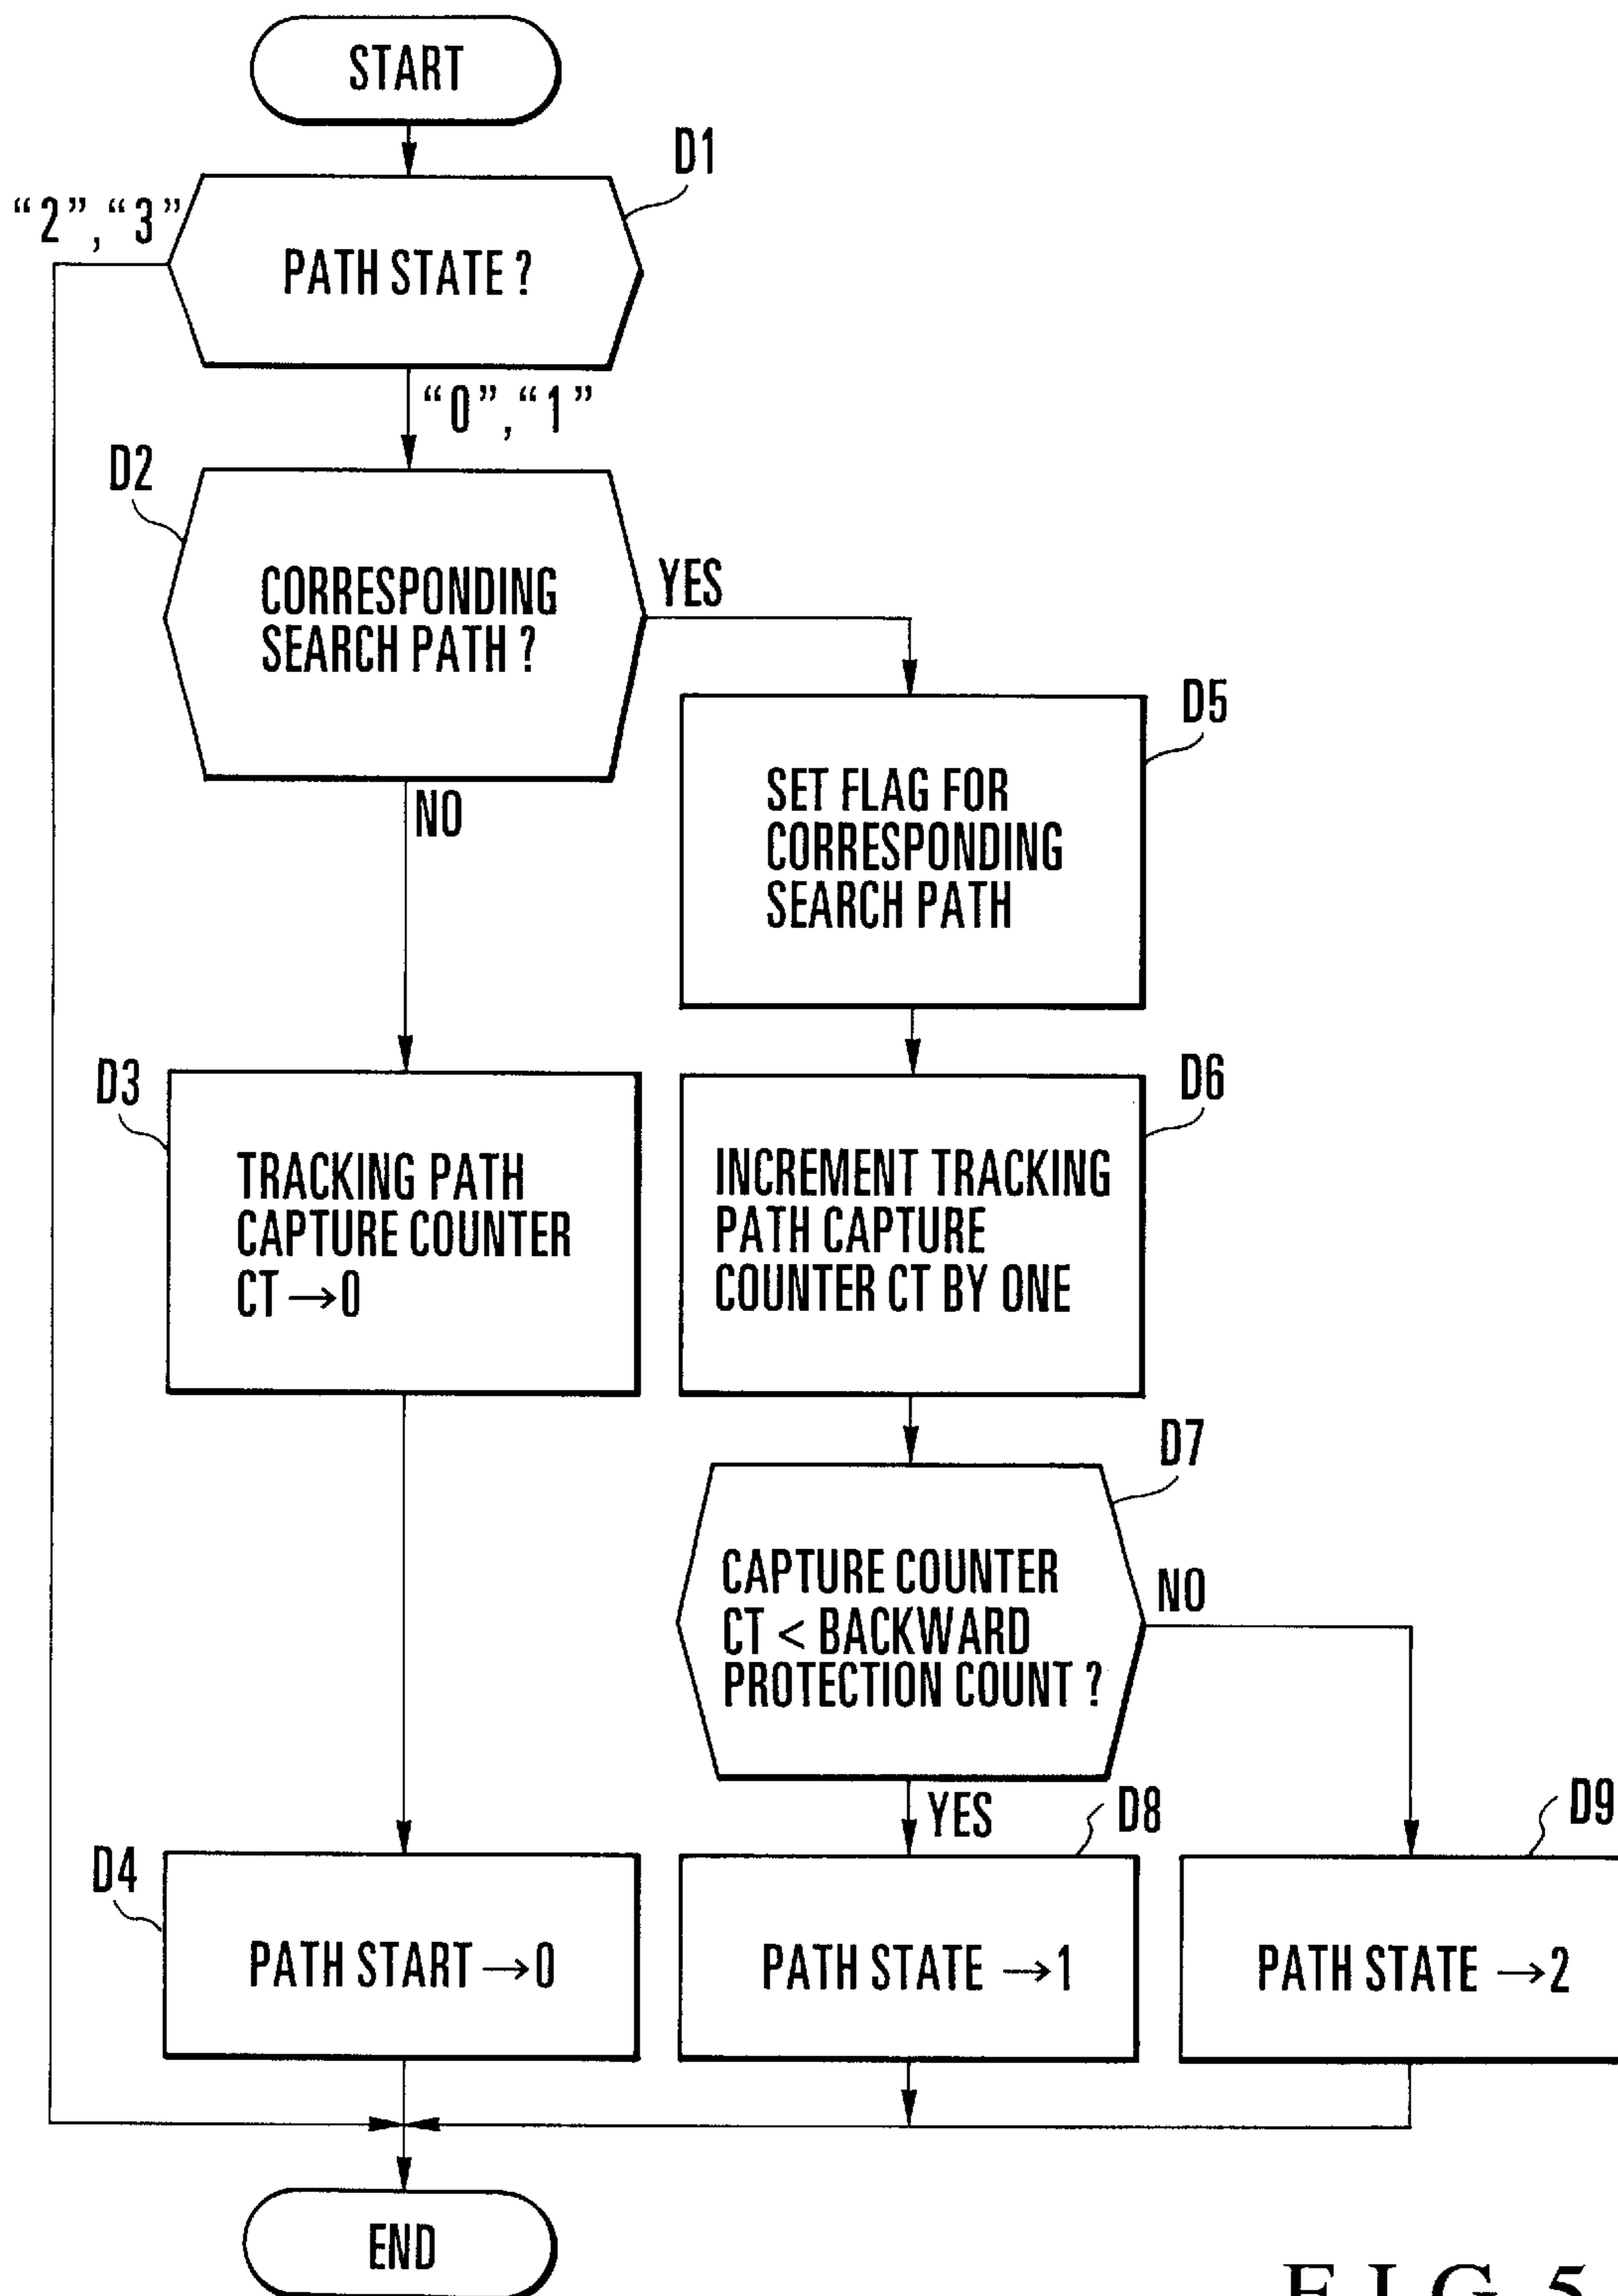 START
D1
"2","3"
PATH STATE ?
"0","1"
D2
CORRESPONDING
SEARCH PATH ?
YES
NO
D5
SET FLAG FOR
CORRESPONDING
SEARCH PATH
D3
TRACKING PATH
CAPTURE COUNTER
CT →0
D6
INCREMENT TRACKING
PATH CAPTURE
COUNTER CT BY ONE
D7
CAPTURE COUNTER
CT < BACKWARD
PROTECTION COUNT ?
NO
YES
D4
PATH START →0
D8
PATH STATE →1
D9
PATH STATE →2
END
FIG. 5